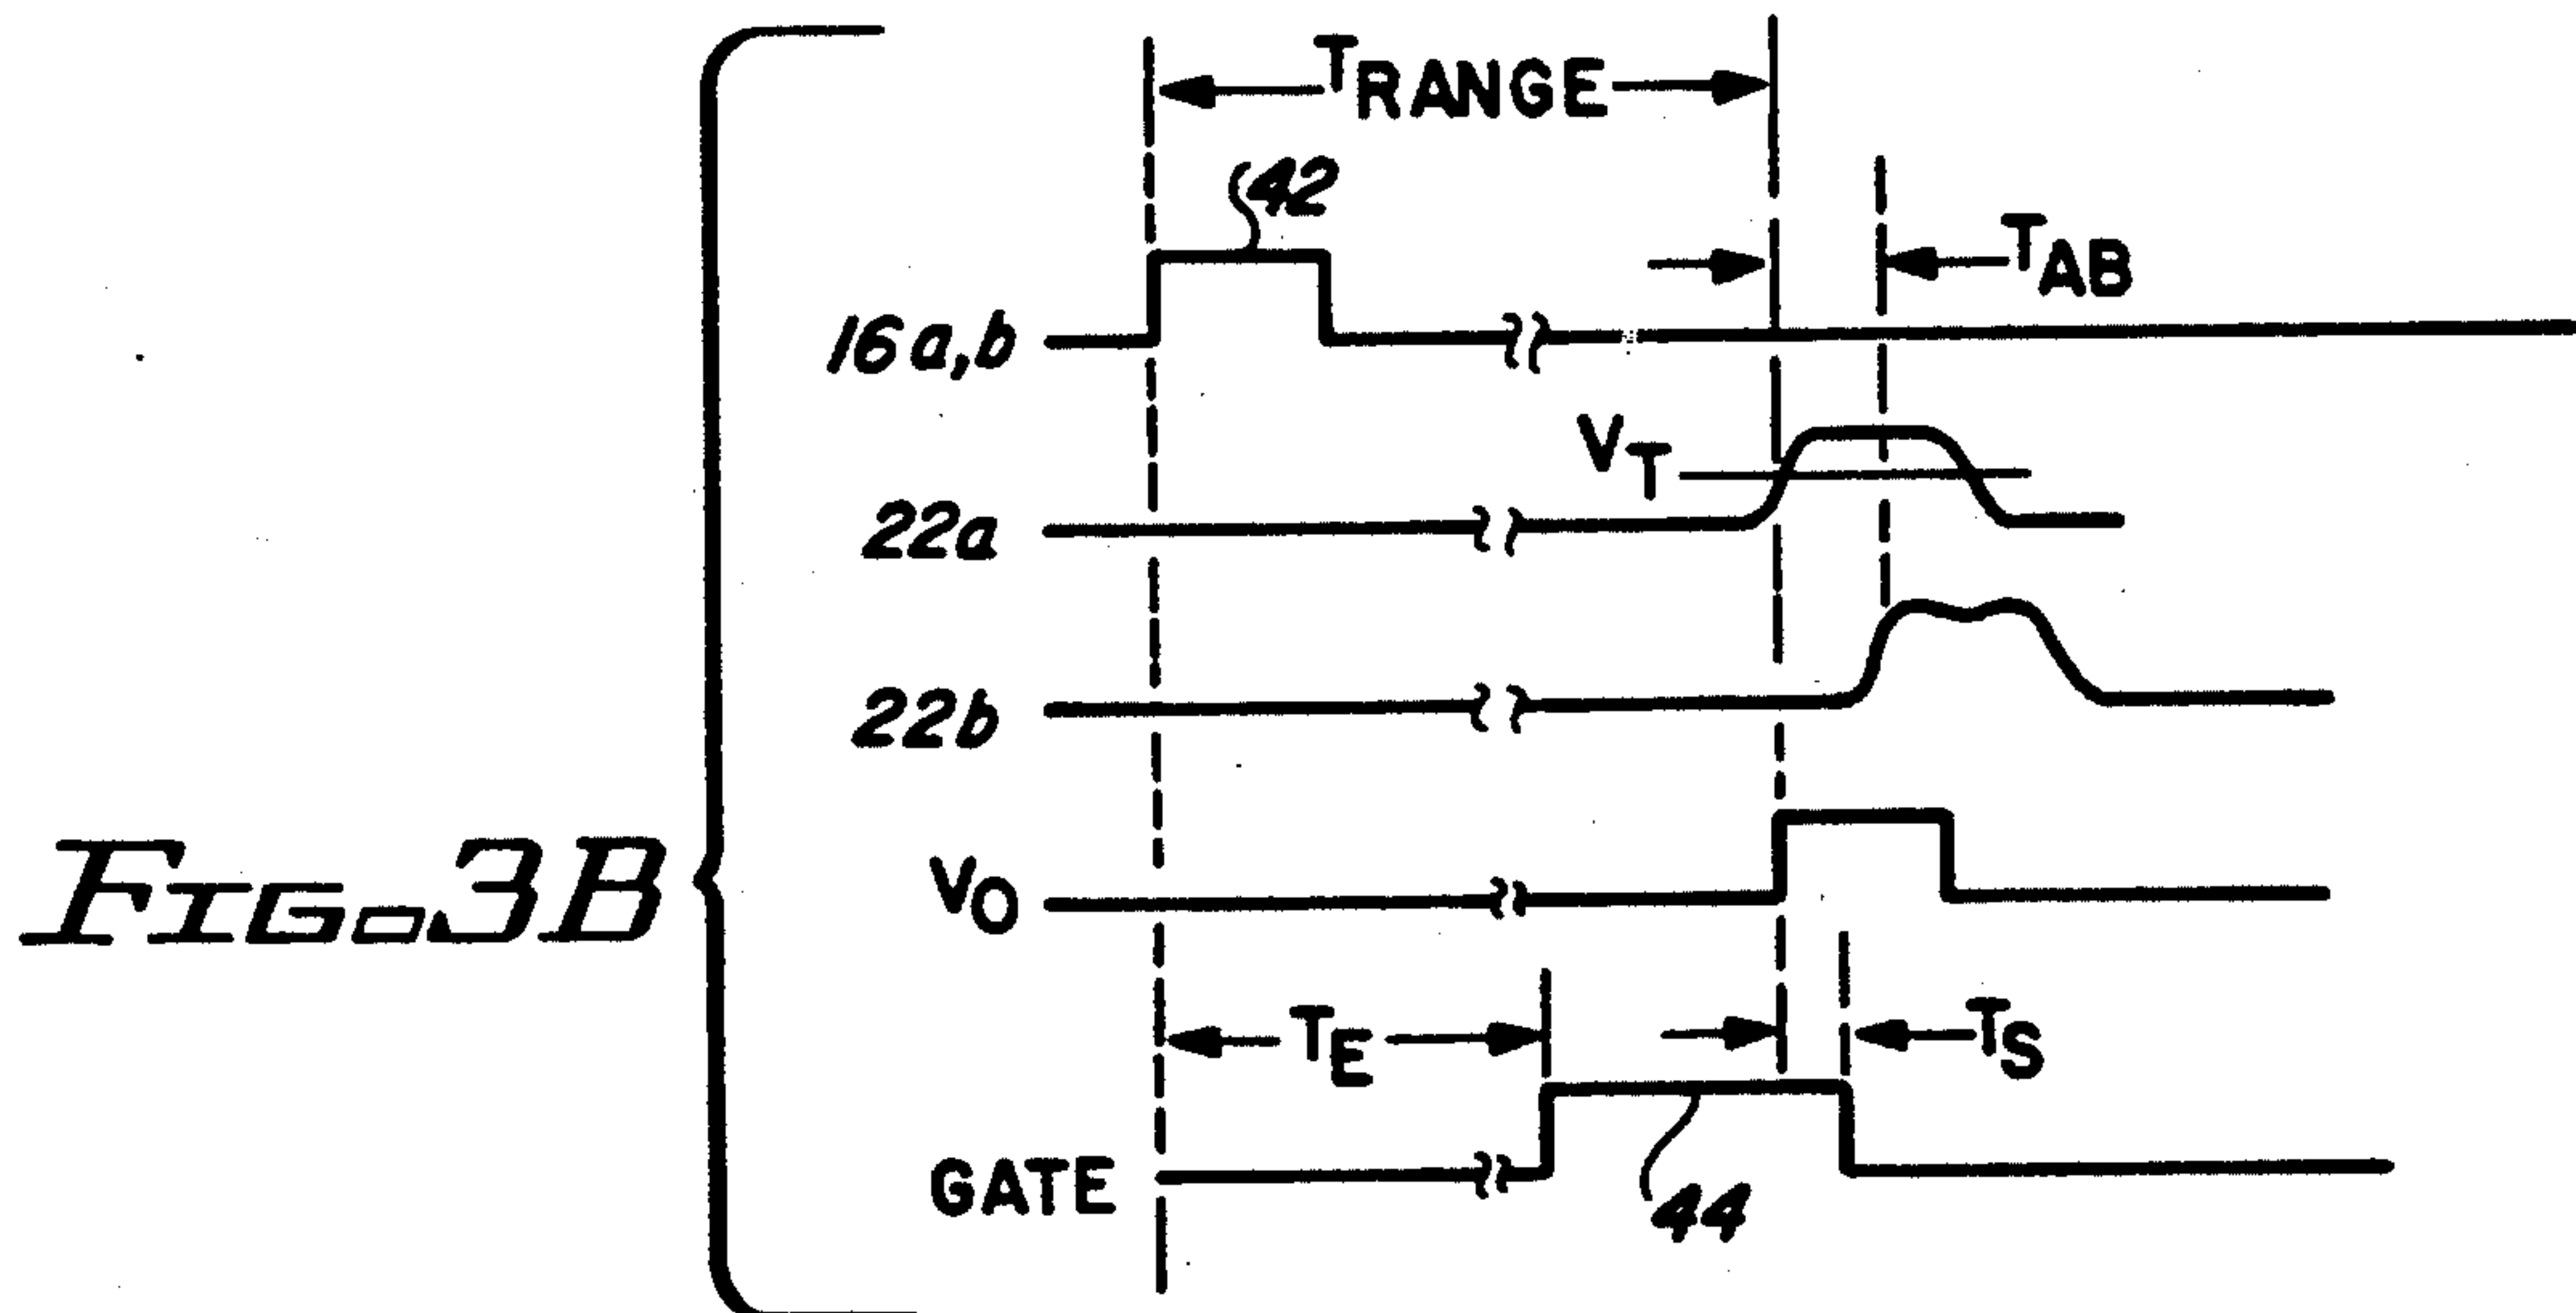 TRANGE
42
TAB
16a,b
VT
22a
22b
VO
FIG. 3B
TE
TS
GATE
44